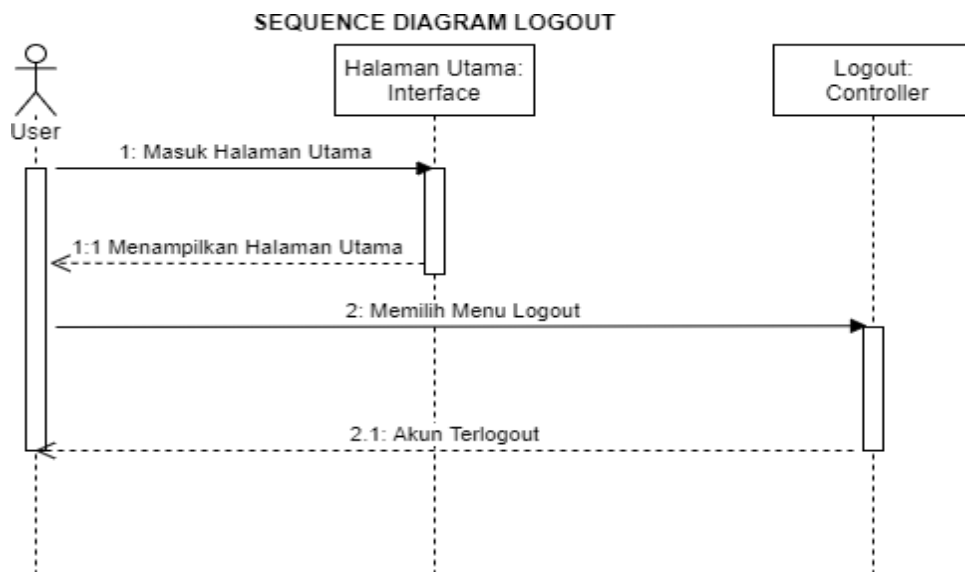 SEQUENCE DIAGRAM LOGOUT
User
Halaman Utama:
Interface
Logout:
Controller
1: Masuk Halaman Utama
1:1 Menampilkan Halaman Utama
2: Memilih Menu Logout
2.1: Akun Terlogout